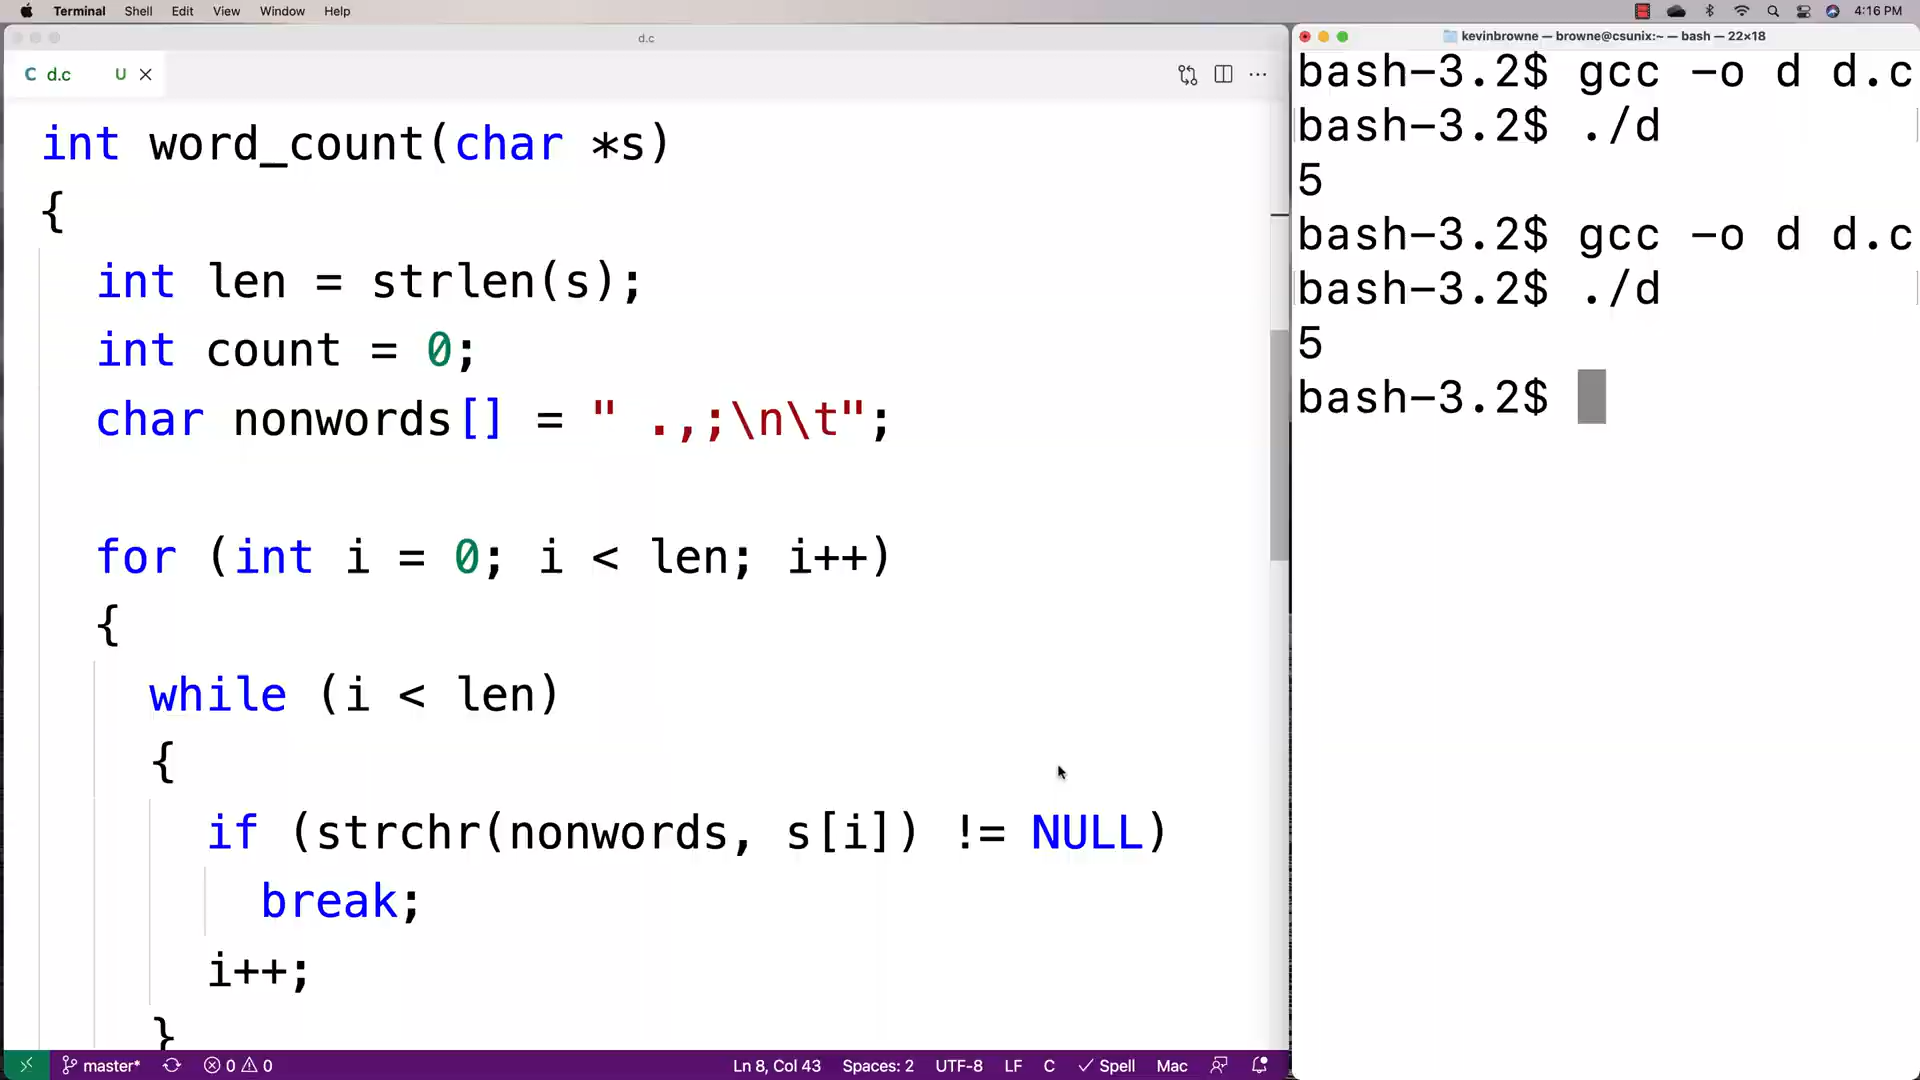 Terminal Shell Edit View Window Help 4:16 PM
d.c
C d.c U
int word_count(char *s)
{
int len = strlen(s);
int count = 0;
char nonwords[] = " .,;\n\t";
for (int i = 0; i < len; i++)
{
while (i < len)
{
if (strchr(nonwords, s[i]) != NULL)
break;
i++;
}
master* 0 0 Ln 8, Col 43 Spaces: 2 UTF-8 LF C Spell Mac
kevinbrowne — browne@csunix:~ — bash — 22×18
bash-3.2$ gcc -o d d.c
bash-3.2$ ./d
5
bash-3.2$ gcc -o d d.c
bash-3.2$ ./d
5
bash-3.2$